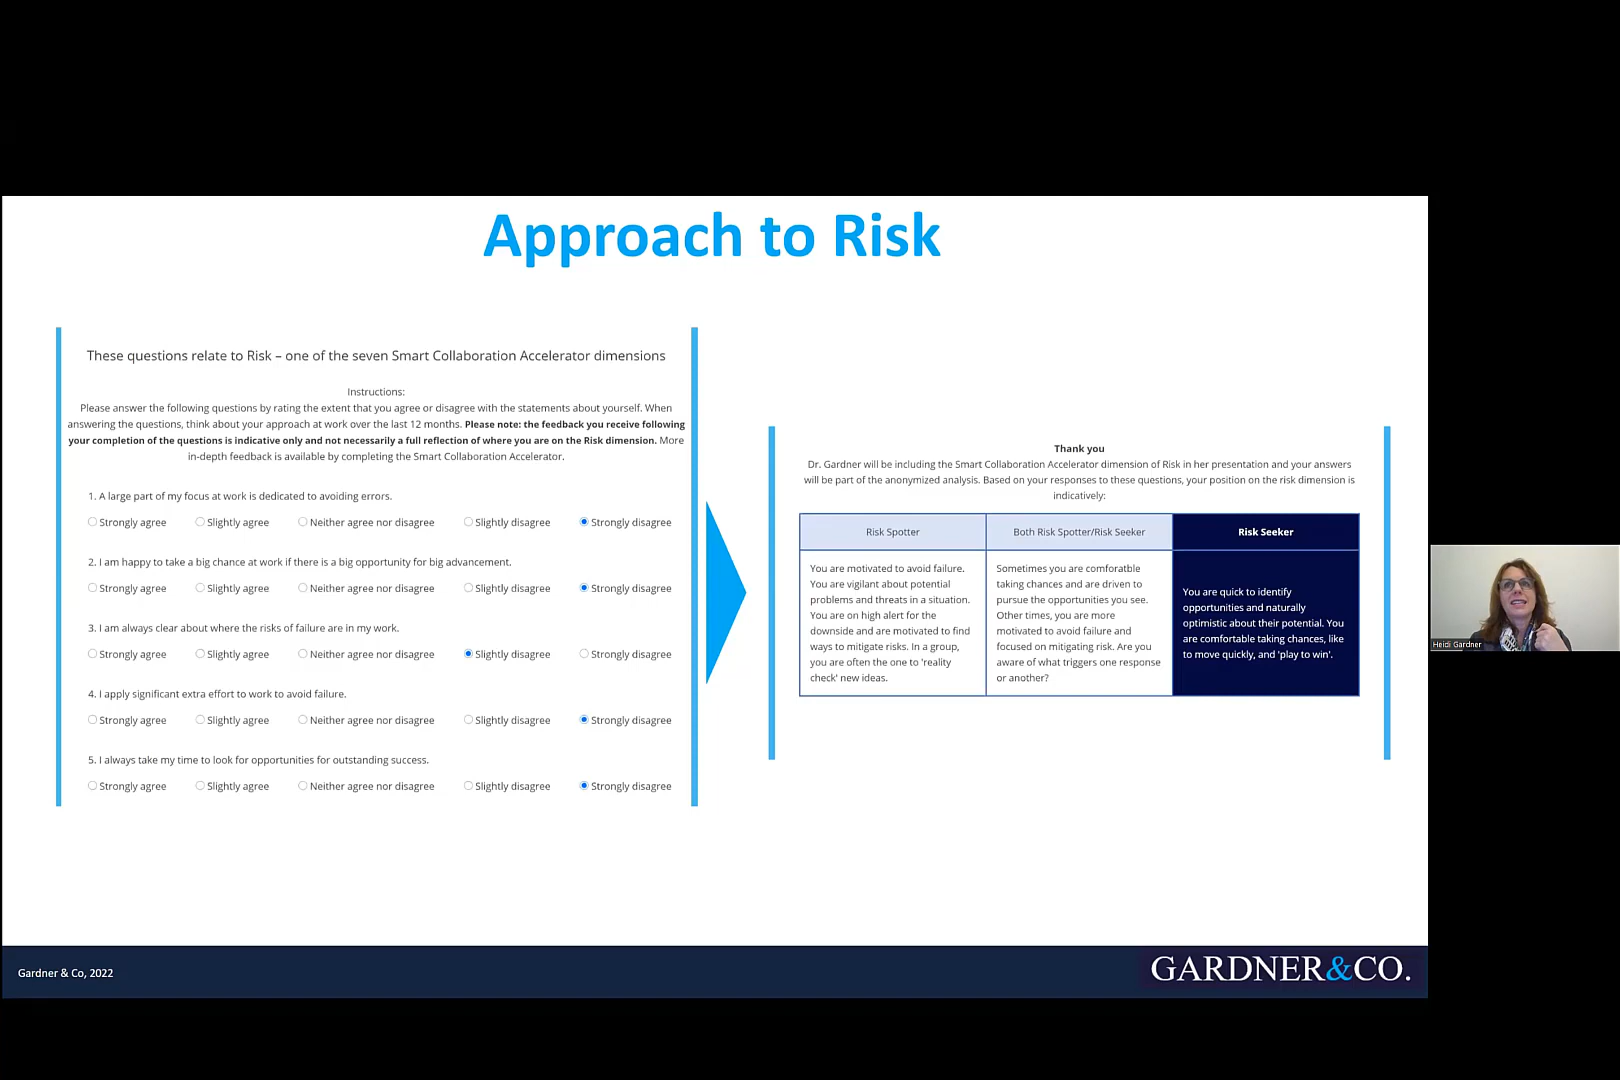 Approach to Risk
These questions relate to Risk – one of the seven Smart Collaboration Accelerator dimensions
Instructions:
Please answer the following questions by rating the extent that you agree or disagree with the statements about yourself. When
answering the questions, think about your approach at work over the last 12 months. Please note: the feedback you receive following
your completion of the questions is indicative only and not necessarily a full reflection of where you are on the Risk dimension. More
in-depth feedback is available by completing the Smart Collaboration Accelerator.
1. A large part of my focus at work is dedicated to avoiding errors.
Strongly agree Slightly agree Neither agree nor disagree Slightly disagree Strongly disagree
2. I am happy to take a big chance at work if there is a big opportunity for big advancement.
Strongly agree Slightly agree Neither agree nor disagree Slightly disagree Strongly disagree
3. I am always clear about where the risks of failure are in my work.
Strongly agree Slightly agree Neither agree nor disagree Slightly disagree Strongly disagree
4. I apply significant extra effort to work to avoid failure.
Strongly agree Slightly agree Neither agree nor disagree Slightly disagree Strongly disagree
5. I always take my time to look for opportunities for outstanding success.
Strongly agree Slightly agree Neither agree nor disagree Slightly disagree Strongly disagree
Thank you
Dr. Gardner will be including the Smart Collaboration Accelerator dimension of Risk in her presentation and your answers
will be part of the anonymized analysis. Based on your responses to these questions, your position on the risk dimension is
indicatively:
Risk Spotter
You are motivated to avoid failure.
You are vigilant about potential
problems and threats in a situation.
You are on high alert for the
downside and are motivated to find
ways to mitigate risks. In a group,
you are often the one to 'reality
check' new ideas.
Both Risk Spotter/Risk Seeker
Sometimes you are comforatble
taking chances and are driven to
pursue the opportunities you see.
Other times, you are more
motivated to avoid failure and
focused on mitigating risk. Are you
aware of what triggers one response
or another?
Risk Seeker
You are quick to identify
opportunities and naturally
optimistic about their potential. You
are comfortable taking chances, like
to move quickly, and 'play to win'.
Heidi Gardner
Gardner & Co, 2022
GARDNER&CO.